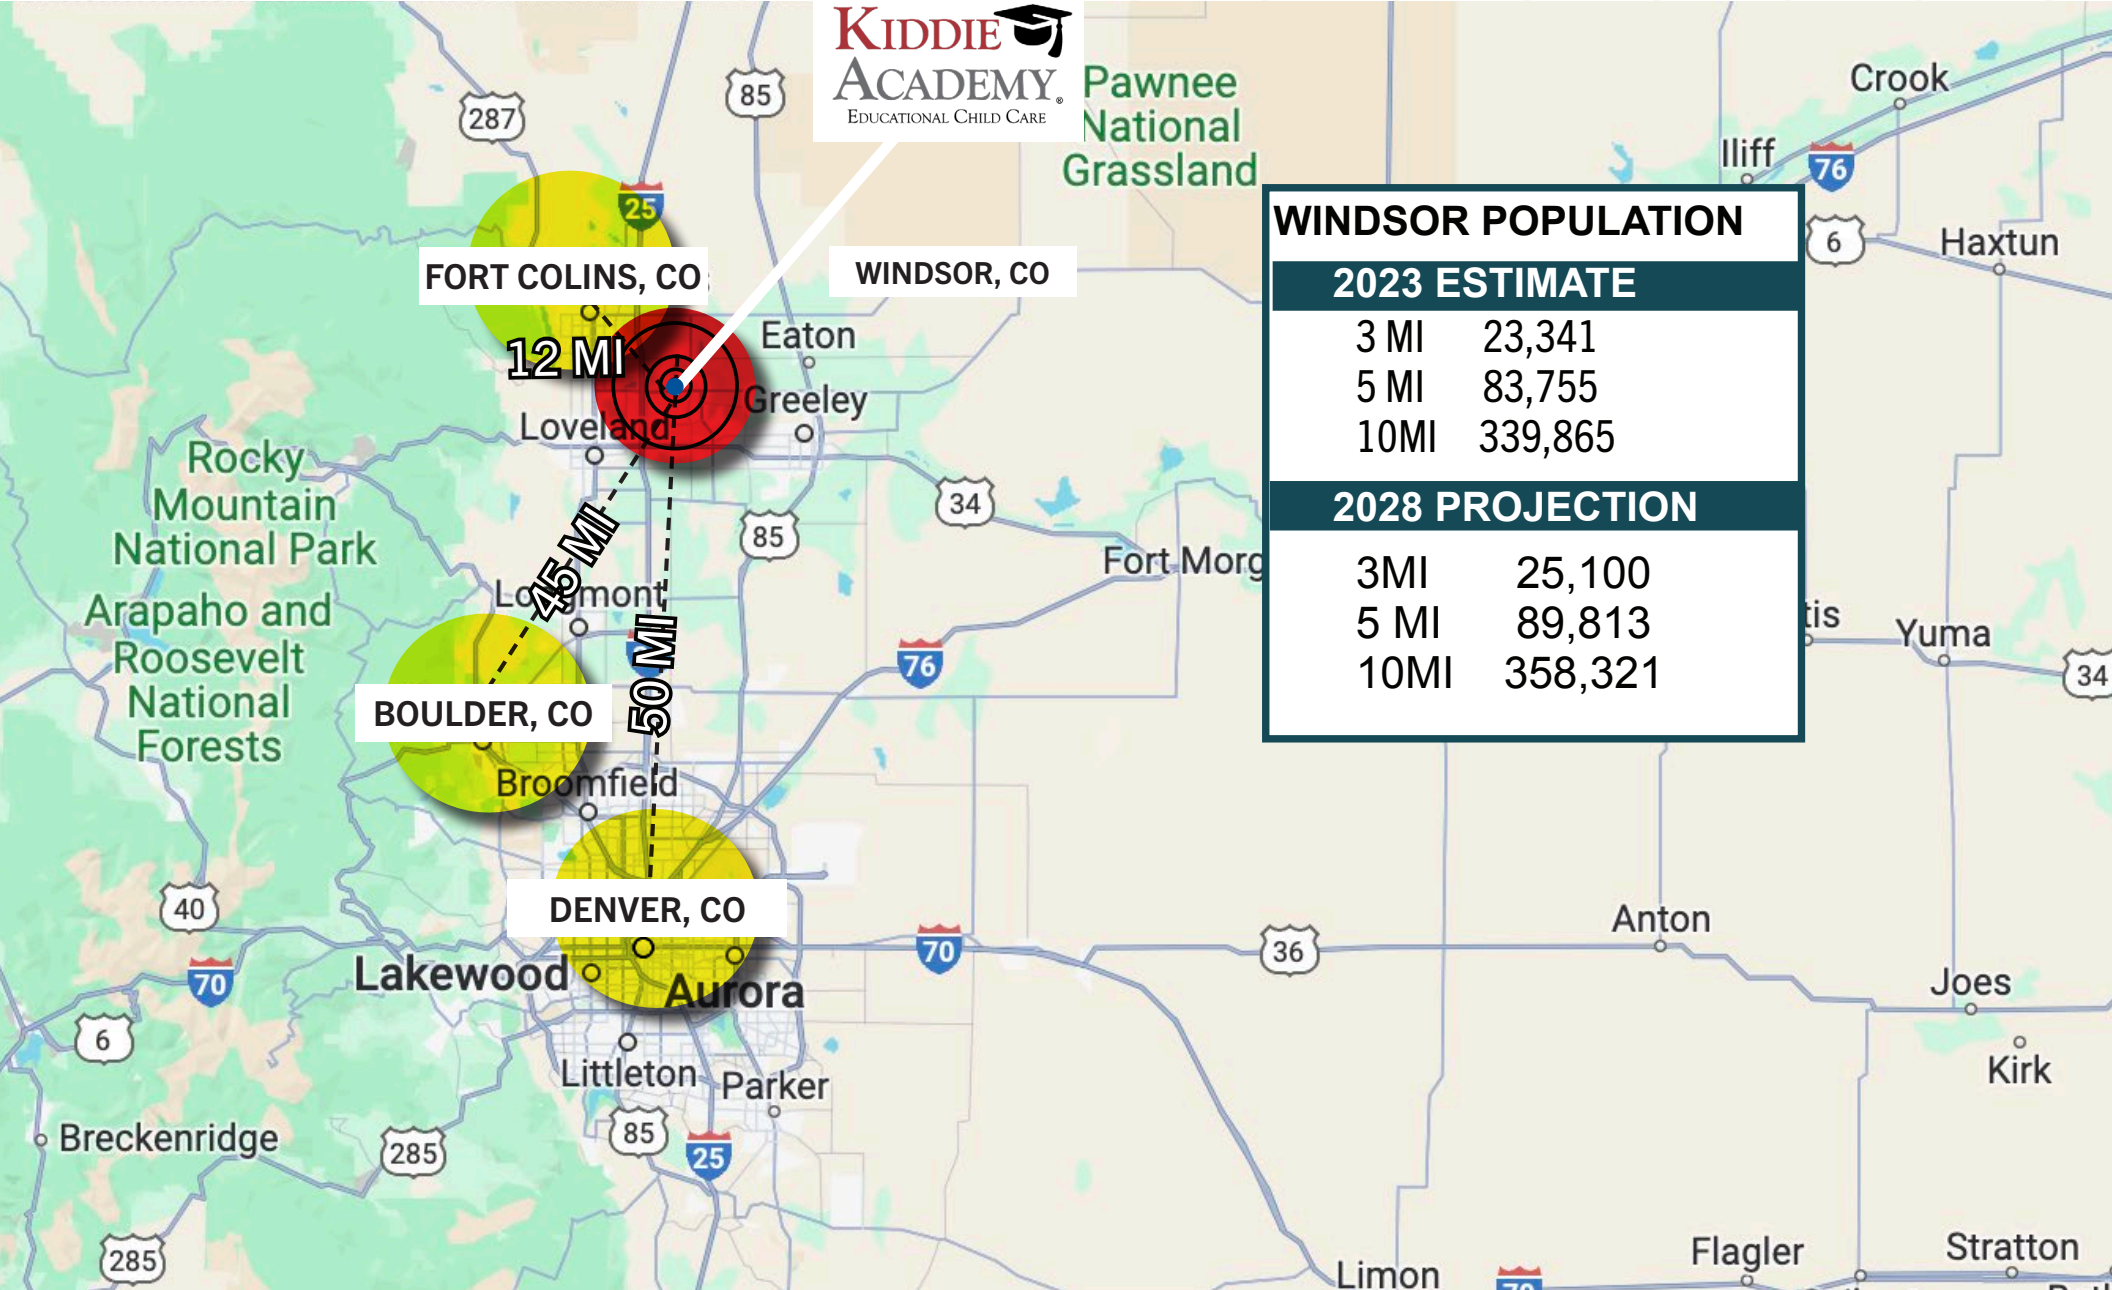 KIDDIE
ACADEMY®
EDUCATIONAL CHILD CARE
Pawnee
National
Grassland
287
85
25
Crook
Iliff
76
6
Haxtun
FORT COLINS, CO
WINDSOR, CO
12 MI
Eaton
Greeley
Loveland
WINDSOR POPULATION
2023 ESTIMATE
3 MI 23,341
5 MI 83,755
10MI 339,865
2028 PROJECTION
3MI 25,100
5 MI 89,813
10MI 358,321
Rocky
Mountain
National Park
Arapaho and
Roosevelt
National
Forests
34
85
45 MI
Longmont
50 MI
76
Fort Morg
tis
Yuma
34
BOULDER, CO
Broomfield
DENVER, CO
40
70
Lakewood
Aurora
70
36
Anton
Joes
Kirk
6
Littleton
Parker
85
25
Breckenridge
285
285
Limon
Flagler
Stratton
70